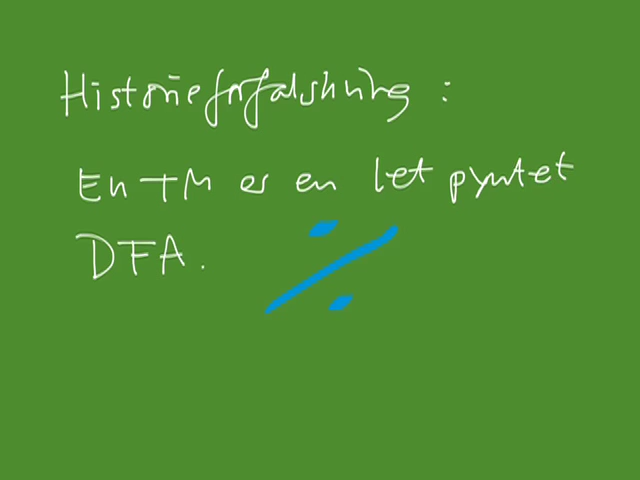 Historieforfalskning :
En TM er en let pyntet
DFA.